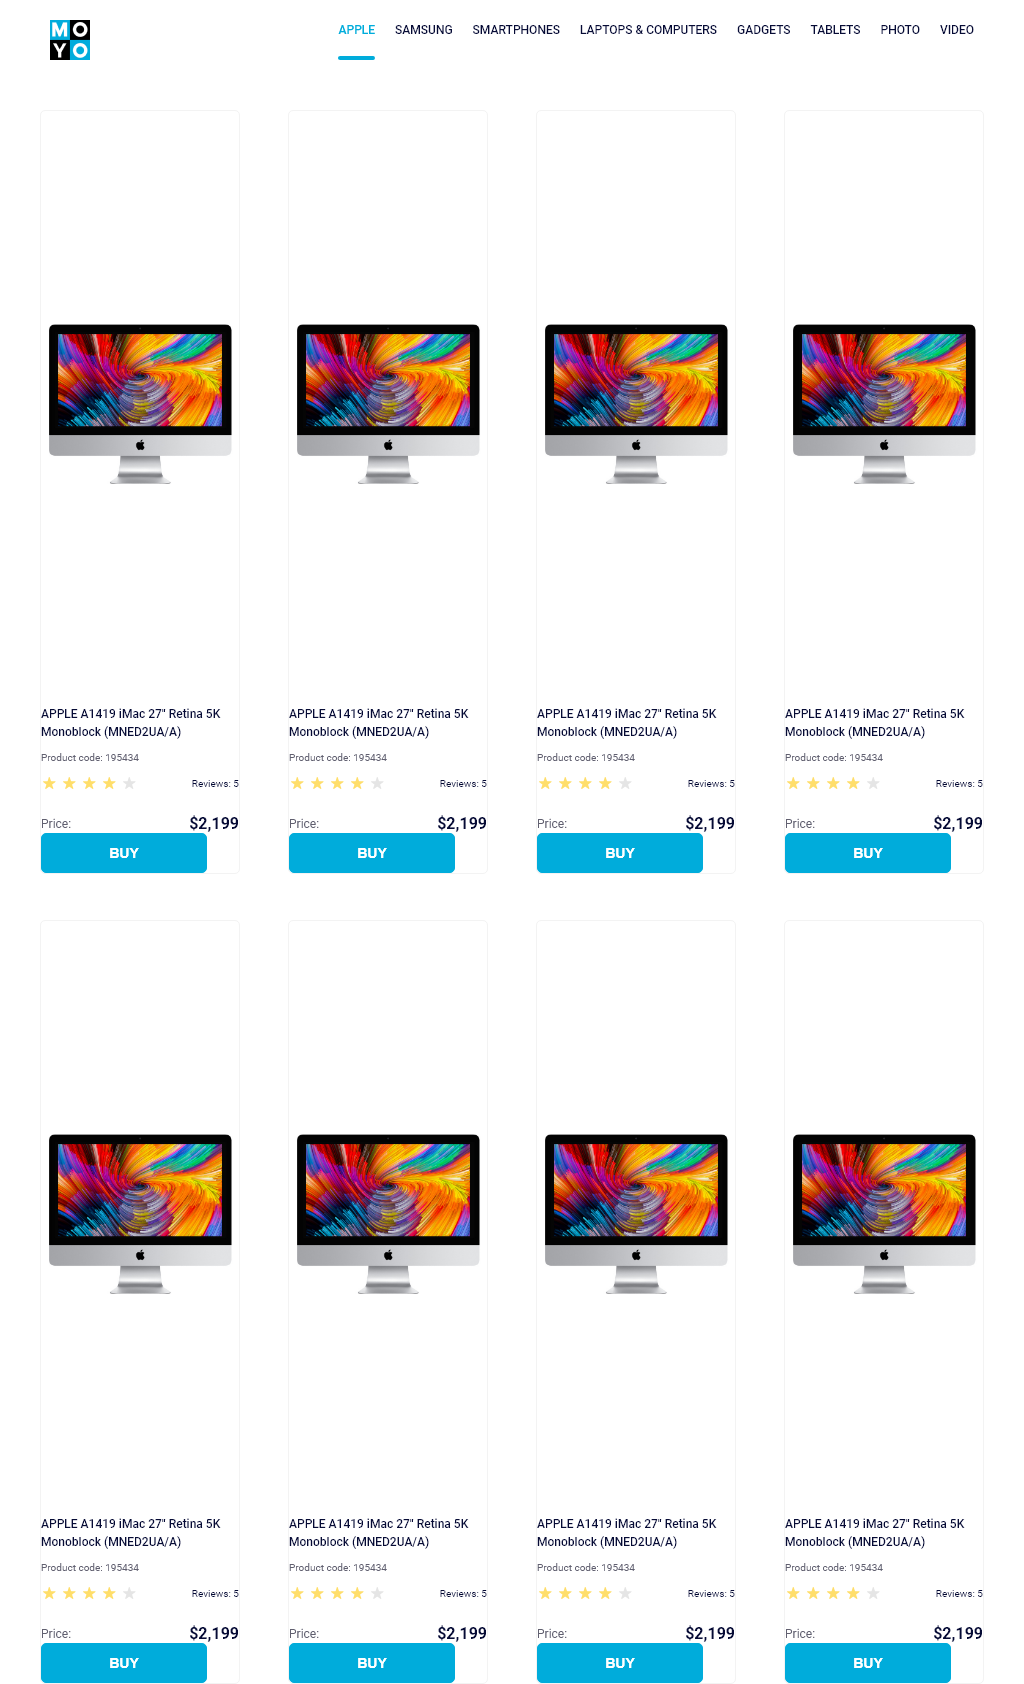 MO
YO
APPLE SAMSUNG SMARTPHONES LAPTOPS & COMPUTERS GADGETS TABLETS PHOTO VIDEO
APPLE A1419 iMac 27" Retina 5K
Monoblock (MNED2UA/A)
Product code: 195434
Reviews: 5
Price: $2,199
BUY
APPLE A1419 iMac 27" Retina 5K
Monoblock (MNED2UA/A)
Product code: 195434
Reviews: 5
Price: $2,199
BUY
APPLE A1419 iMac 27" Retina 5K
Monoblock (MNED2UA/A)
Product code: 195434
Reviews: 5
Price: $2,199
BUY
APPLE A1419 iMac 27" Retina 5K
Monoblock (MNED2UA/A)
Product code: 195434
Reviews: 5
Price: $2,199
BUY
APPLE A1419 iMac 27" Retina 5K
Monoblock (MNED2UA/A)
Product code: 195434
Reviews: 5
Price: $2,199
BUY
APPLE A1419 iMac 27" Retina 5K
Monoblock (MNED2UA/A)
Product code: 195434
Reviews: 5
Price: $2,199
BUY
APPLE A1419 iMac 27" Retina 5K
Monoblock (MNED2UA/A)
Product code: 195434
Reviews: 5
Price: $2,199
BUY
APPLE A1419 iMac 27" Retina 5K
Monoblock (MNED2UA/A)
Product code: 195434
Reviews: 5
Price: $2,199
BUY